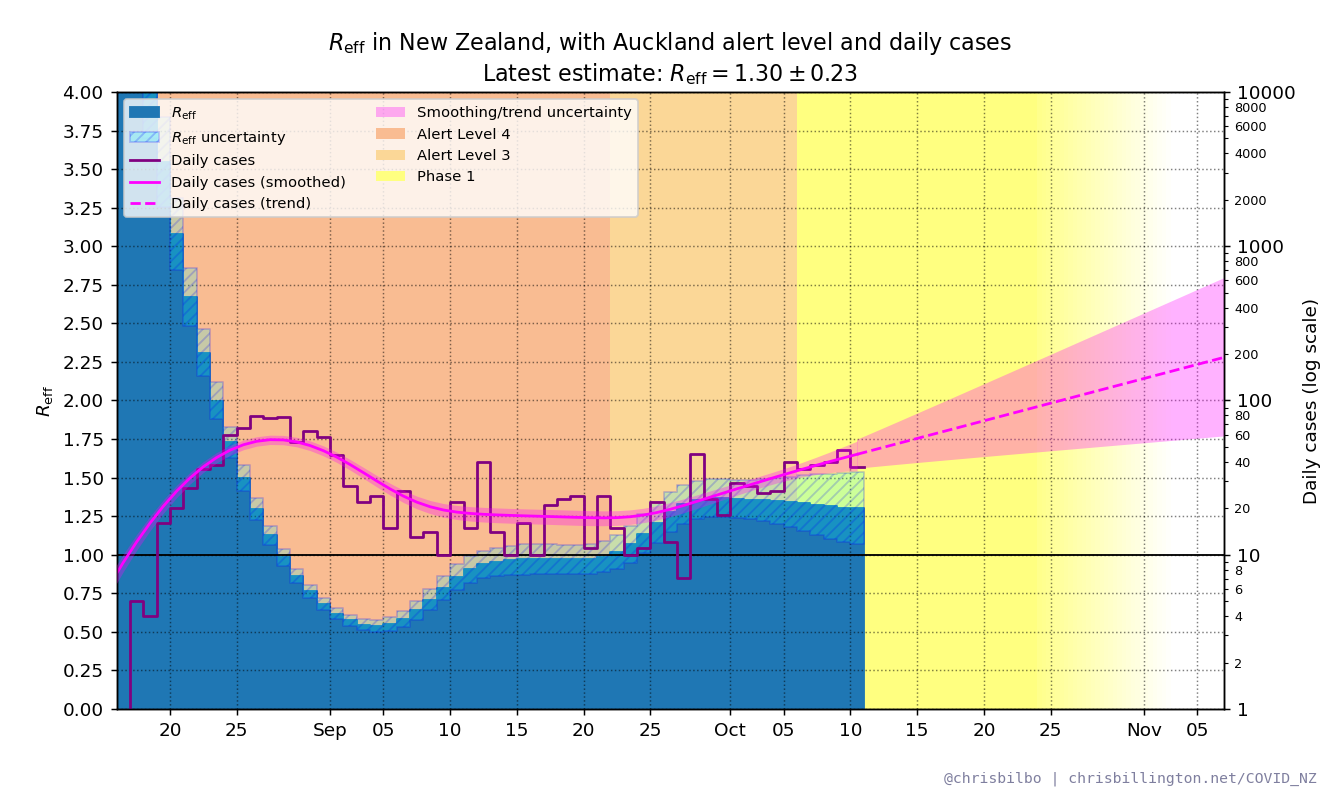 R_eff in New Zealand, with Auckland alert level and daily cases
Latest estimate: R_eff = 1.30 ± 0.23
R_eff
R_eff uncertainty
Daily cases
Daily cases (smoothed)
Daily cases (trend)
Smoothing/trend uncertainty
Alert Level 4
Alert Level 3
Phase 1
4.00
3.75
3.50
3.25
3.00
2.75
2.50
2.25
2.00
1.75
1.50
1.25
1.00
0.75
0.50
0.25
0.00
R_eff
10000
8000
6000
4000
2000
1000
800
600
400
200
100
80
60
40
20
10
8
6
4
2
1
Daily cases (log scale)
20 25 Sep 05 10 15 20 25 Oct 05 10 15 20 25 Nov 05
@chrisbilbo | chrisbillington.net/COVID_NZ